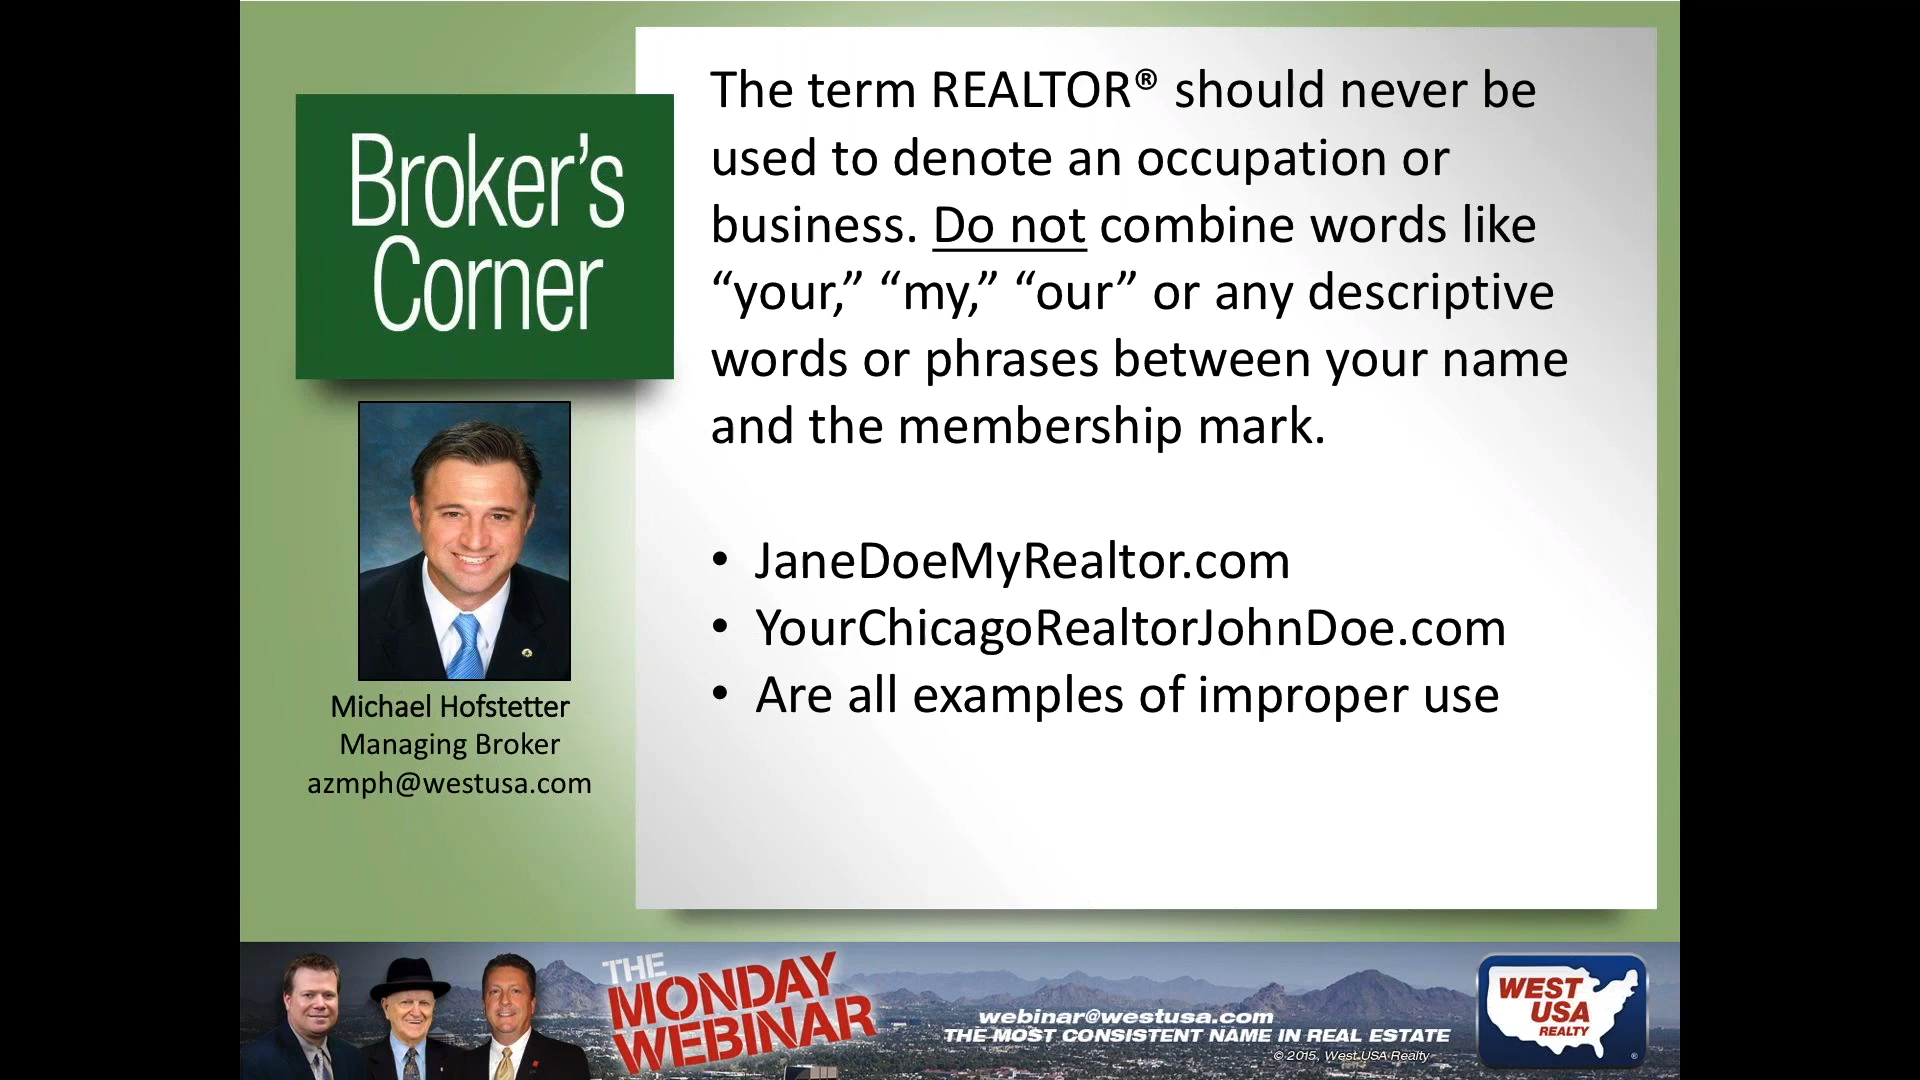 Broker’s
Corner
Michael Hofstetter
Managing Broker
azmph@westusa.com
The term REALTOR® should never be
used to denote an occupation or
business. Do not combine words like
“your,” “my,” “our” or any descriptive
words or phrases between your name
and the membership mark.
• JaneDoeMyRealtor.com
• YourChicagoRealtorJohnDoe.com
• Are all examples of improper use
THE
MONDAY
WEBINAR
webinar@westusa.com
THE MOST CONSISTENT NAME IN REAL ESTATE
© 2015, West USA Realty
WEST
USA
REALTY
®